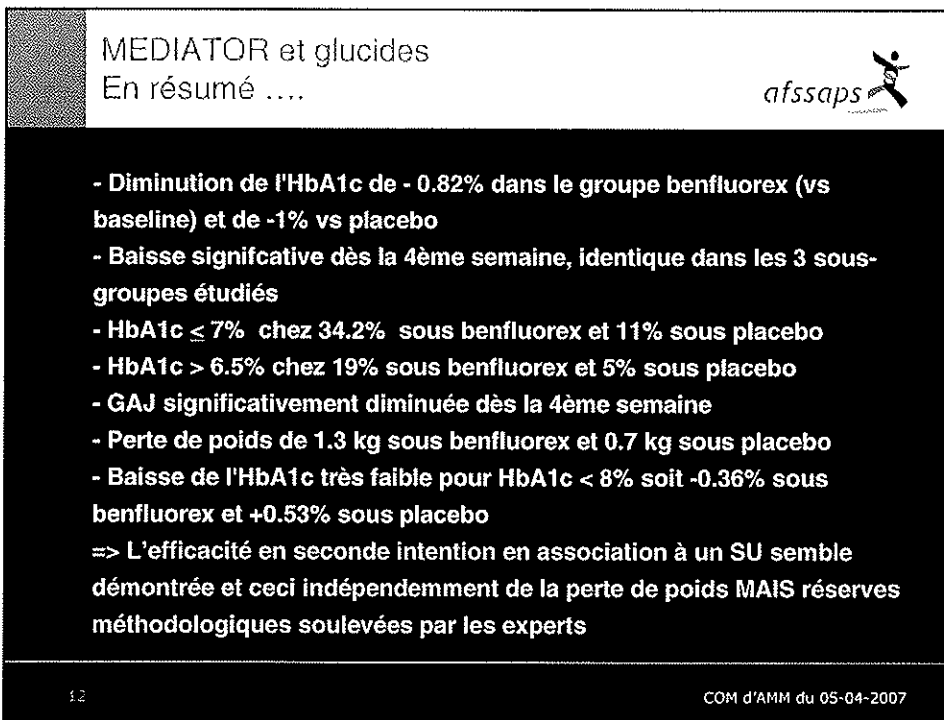 MEDIATOR et glucides
En résumé ....
afssaps
- Diminution de l'HbA1c de - 0.82% dans le groupe benfluorex (vs
baseline) et de -1% vs placebo
- Baisse signifcative dès la 4ème semaine, identique dans les 3 sous-
groupes étudiés
- HbA1c ≤ 7% chez 34.2% sous benfluorex et 11% sous placebo
- HbA1c > 6.5% chez 19% sous benfluorex et 5% sous placebo
- GAJ significativement diminuée dès la 4ème semaine
- Perte de poids de 1.3 kg sous benfluorex et 0.7 kg sous placebo
- Baisse de l'HbA1c très faible pour HbA1c < 8% soit -0.36% sous
benfluorex et +0.53% sous placebo
=> L'efficacité en seconde intention en association à un SU semble
démontrée et ceci indépendemment de la perte de poids MAIS réserves
méthodologiques soulevées par les experts
12
COM d'AMM du 05-04-2007